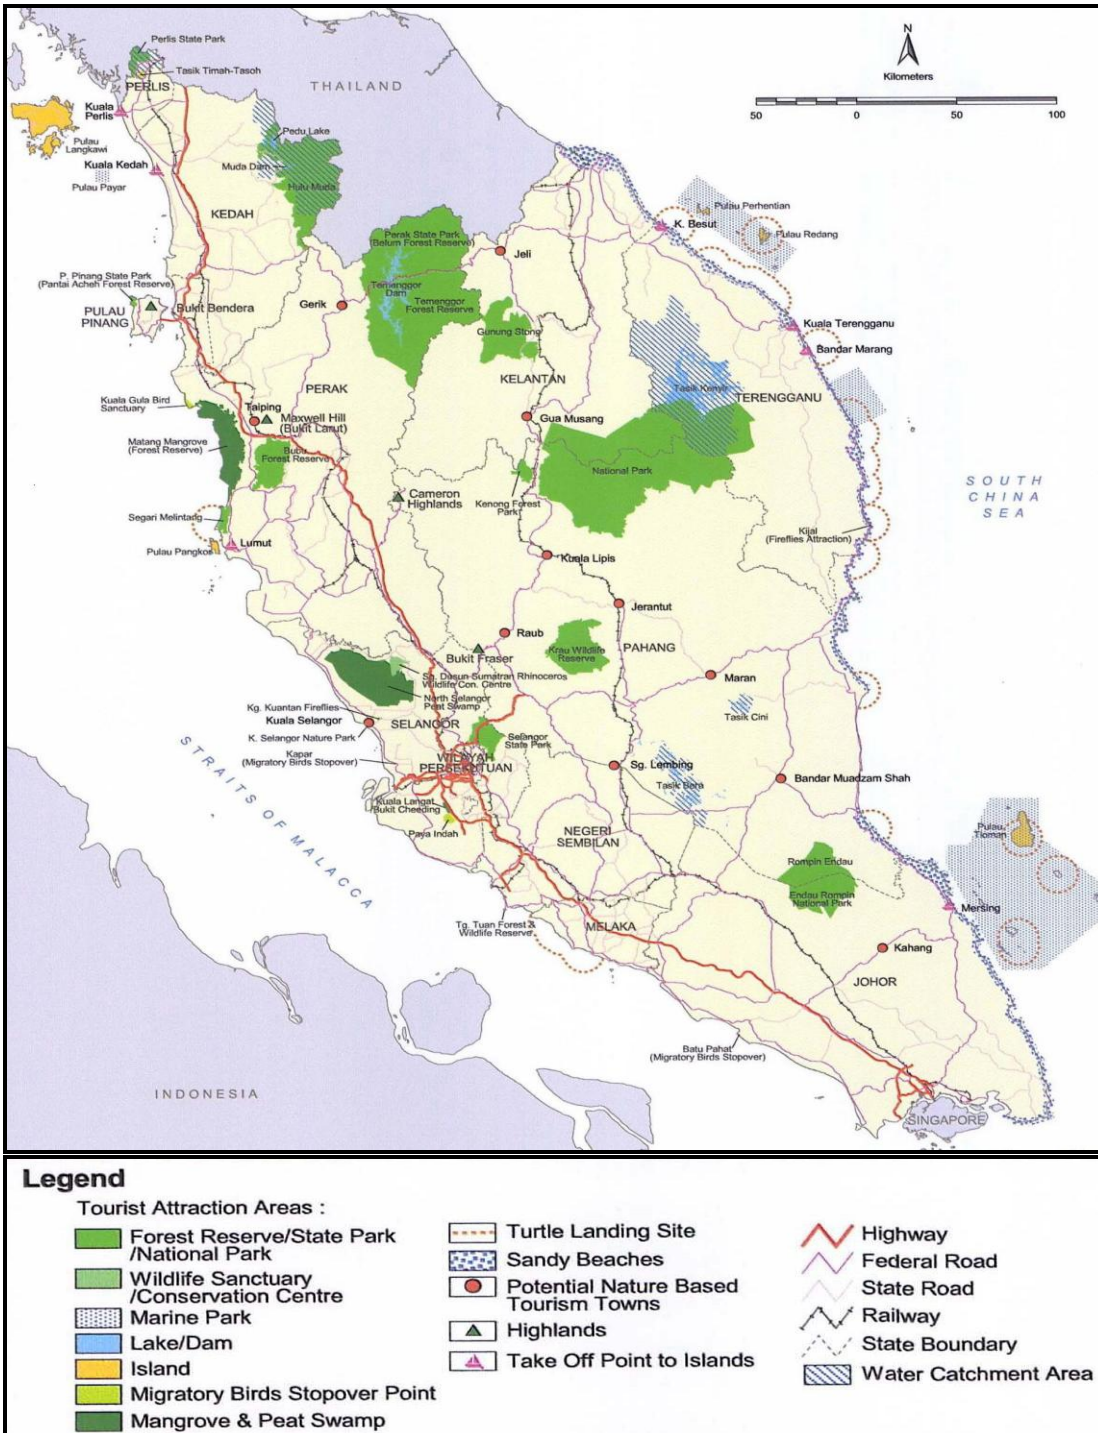 Perlis State Park
Tasik Timah-Tasoh
PERLIS
THAILAND
N
Kilometers
50 0 50 100
Kuala
Perlis
Pulau
Langkawi
Kuala Kedah
Pulau Payar
Pedu Lake
Muda Dam
Hulu Muda
KEDAH
Pulau Perhentian
K. Besut
Pulau Redang
Perak State Park
(Belum Forest Reserve)
Jeli
P. Pinang State Park
(Pantai Acheh Forest Reserve)
Temenggor
Dam
Temenggor
Forest Reserve
Gerik
Bukit Bendera
PULAU
PINANG
Gunung Stong
Kuala Terengganu
Bandar Marang
KELANTAN
PERAK
Tasik Kenyir
TERENGGANU
Kuala Gula Bird
Sanctuary
Taiping
Maxwell Hill
(Bukit Larut)
Gua Musang
Matang Mangrove
(Forest Reserve)
Bubu
Forest Reserve
National Park
Cameron
Highlands
Kenong Forest
Park
SOUTH
CHINA
SEA
Segari Melintang
Kijal
(Fireflies Attraction)
Pulau Pangkor
Lumut
Kuala Lipis
Jerantut
Raub
PAHANG
Bukit Fraser
Krau Wildlife
Reserve
Maran
Sg. Dusun Sumatran Rhinoceros
Wildlife Con. Centre
North Selangor
Peat Swamp
Kg. Kuantan Fireflies
Kuala Selangor
SELANGOR
K. Selangor Nature Park
Tasik Cini
Selangor
State Park
Kapar
(Migratory Birds Stopover)
WILAYAH
PERSEKUTUAN
Sg. Lembing
Bandar Muadzam Shah
Tasik Bera
STRAITS OF MALACCA
Kuala Langat
Bukit Cheeding
Paya Indah
NEGERI
SEMBILAN
Pulau
Tioman
Rompin Endau
Endau Rompin
National Park
Mersing
Tg. Tuan Forest &
Wildlife Reserve
MELAKA
Kahang
JOHOR
Batu Pahat
(Migratory Birds Stopover)
INDONESIA
SINGAPORE
Legend
Tourist Attraction Areas :
Forest Reserve/State Park
/National Park
Wildlife Sanctuary
/Conservation Centre
Marine Park
Lake/Dam
Island
Migratory Birds Stopover Point
Mangrove & Peat Swamp
Turtle Landing Site
Sandy Beaches
Potential Nature Based
Tourism Towns
Highlands
Take Off Point to Islands
Highway
Federal Road
State Road
Railway
State Boundary
Water Catchment Area